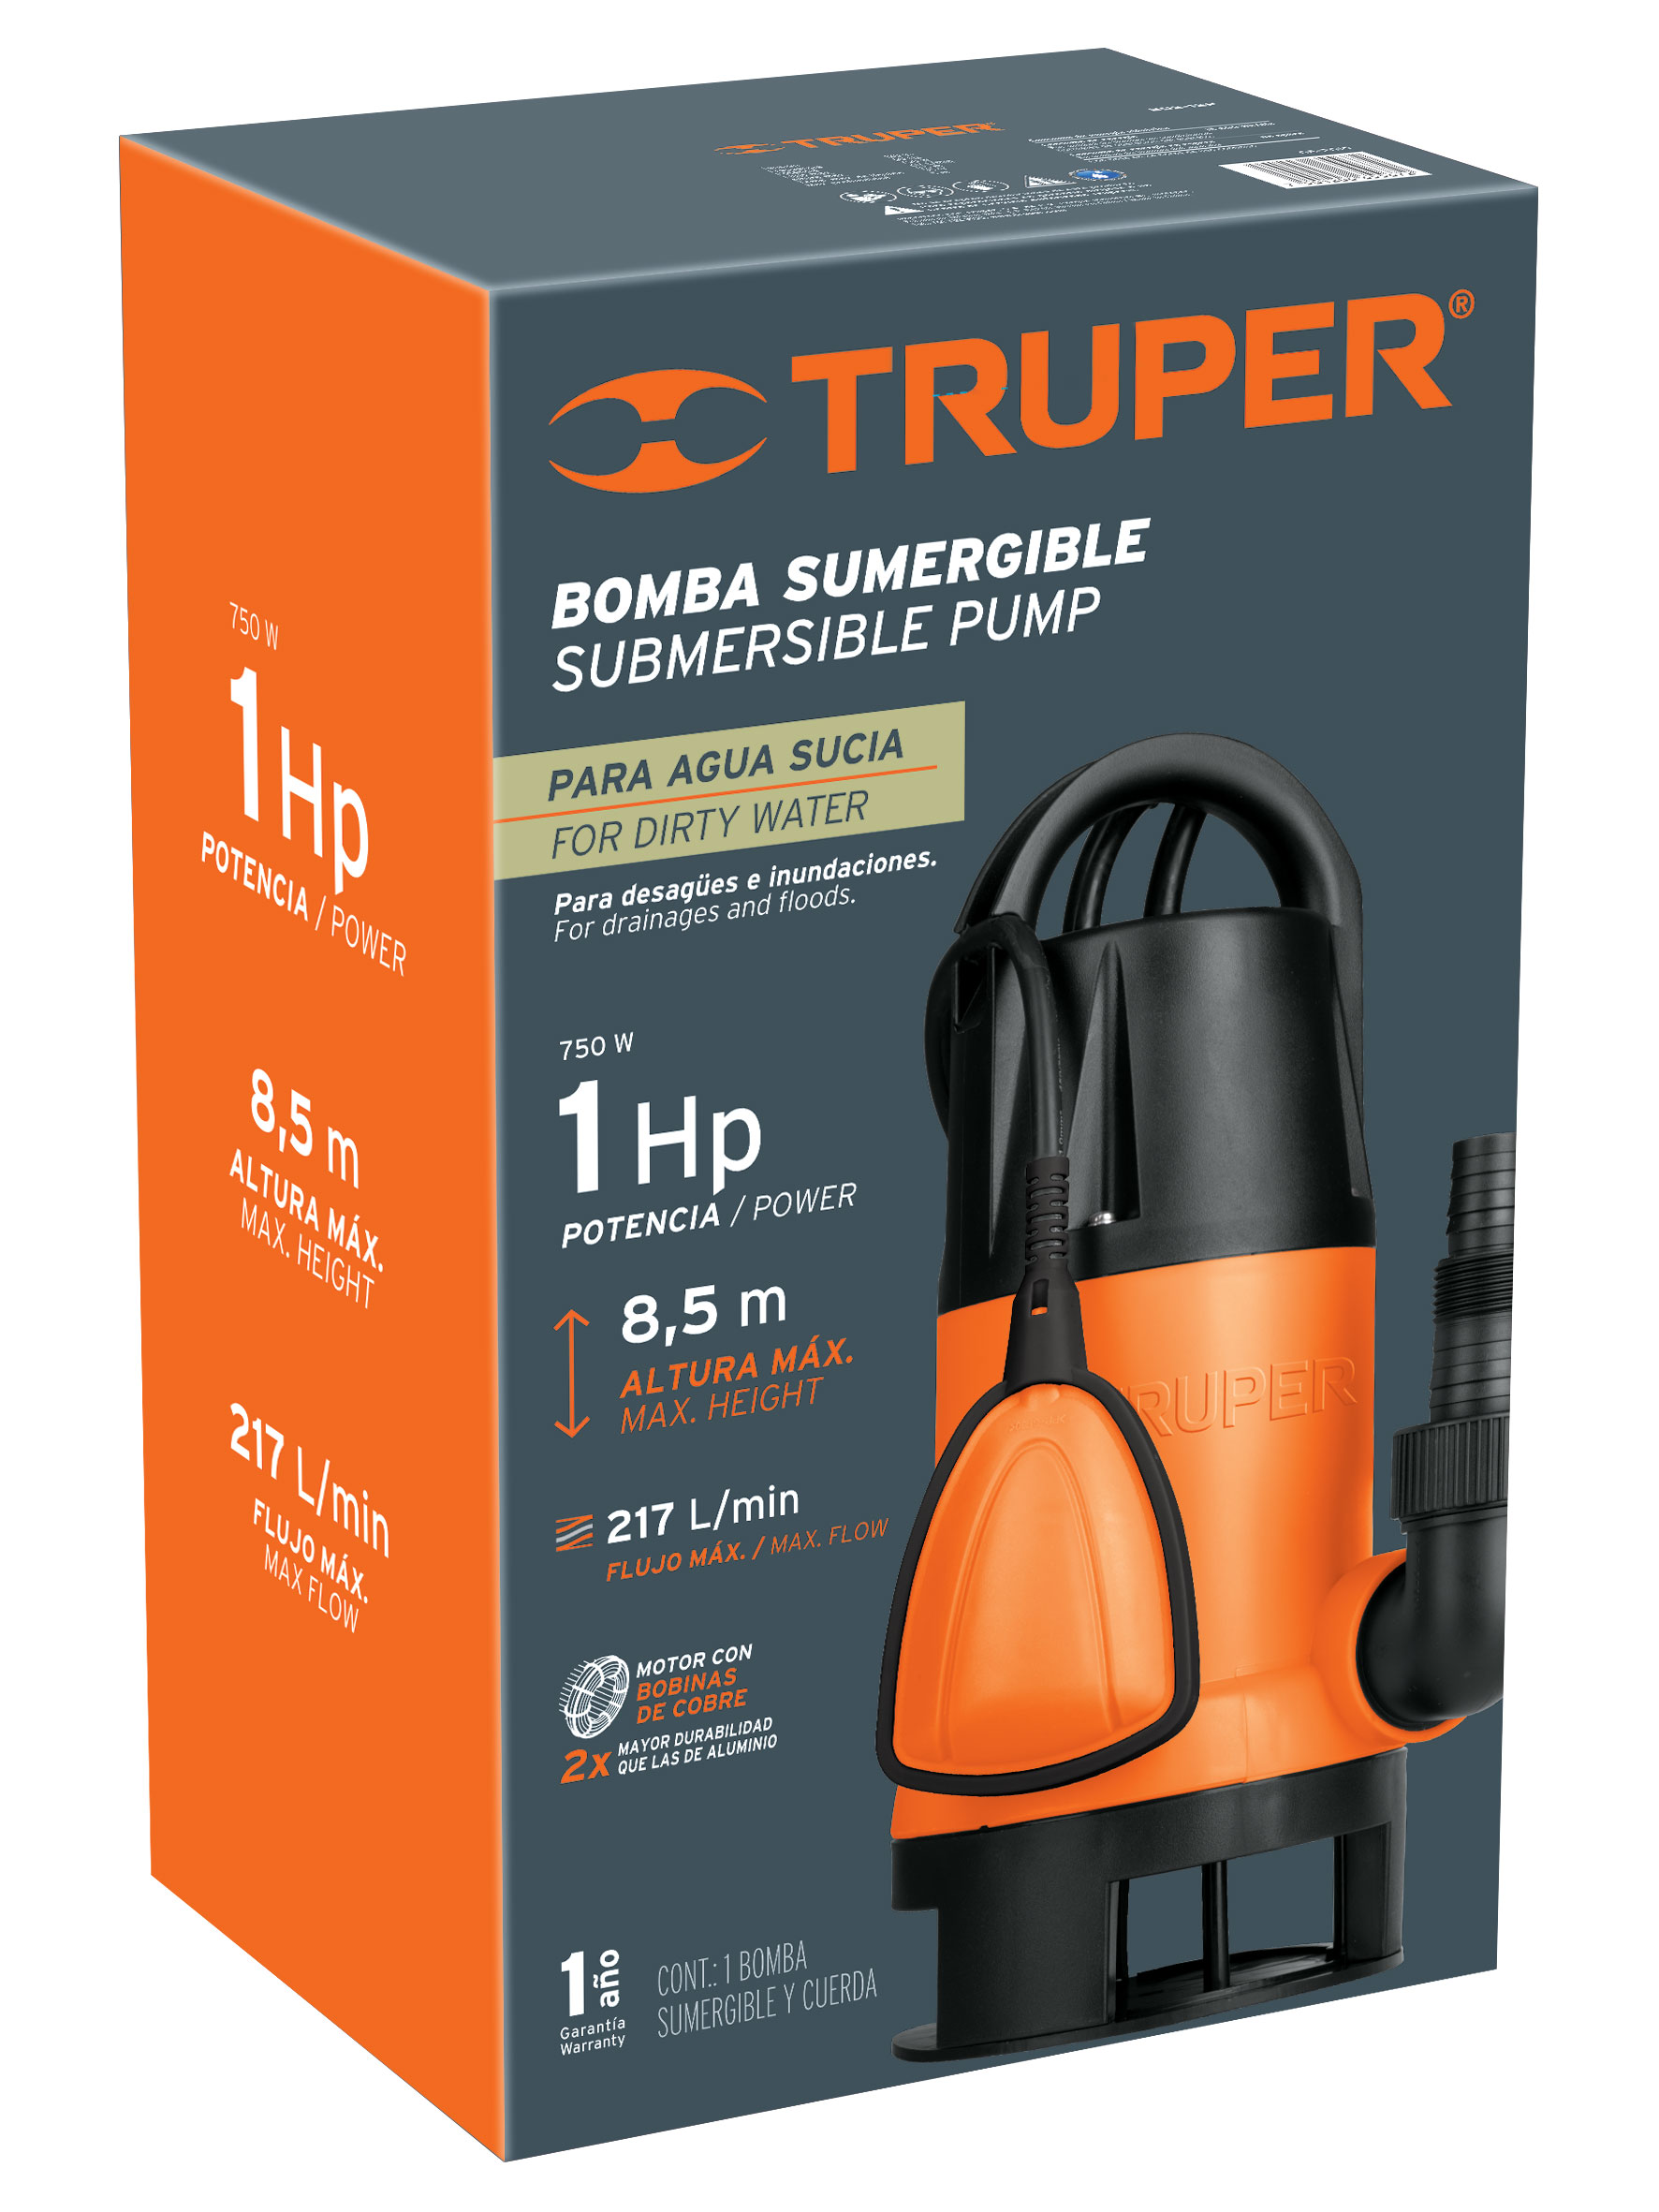 TRUPER
TRUPER®
BOMBA SUMERGIBLE
SUBMERSIBLE PUMP
PARA AGUA SUCIA
FOR DIRTY WATER
Para desagües e inundaciones.
For drainages and floods.
750 W
1 Hp
POTENCIA / POWER
8,5 m
ALTURA MÁX.
MAX. HEIGHT
217 L/min
FLUJO MÁX. / MAX. FLOW
MOTOR CON
BOBINAS
DE COBRE
2x MAYOR DURABILIDAD
QUE LAS DE ALUMINIO
1 año
Garantía
Warranty
CONT.: 1 BOMBA
SUMERGIBLE Y CUERDA
RUPER
750 W
1 Hp
POTENCIA / POWER
8,5 m
ALTURA MÁX.
MAX. HEIGHT
217 L/min
FLUJO MÁX.
MAX FLOW